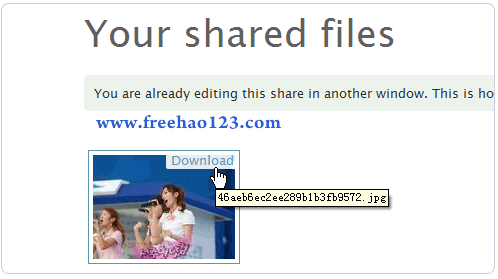 Your shared files
You are already editing this share in another window. This is ho
www.freehao123.com
Download
46aeb6ec2ee289b1b3fb9572.jpg